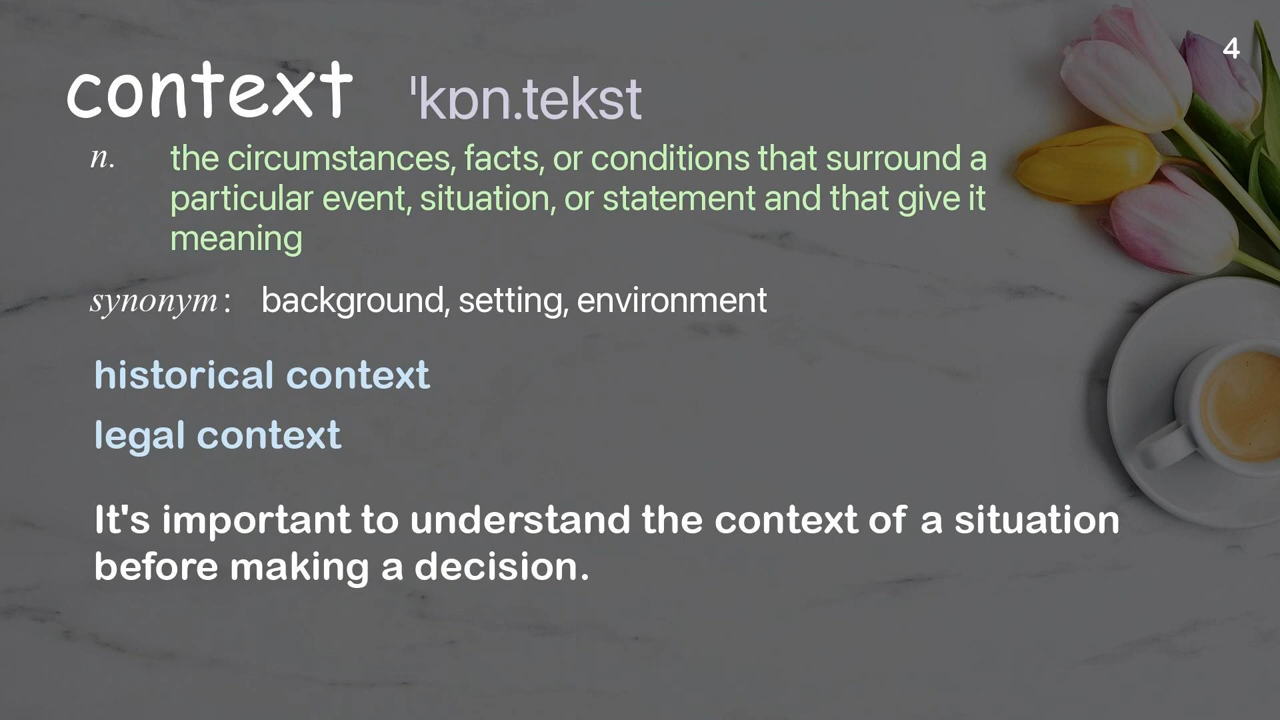 4
context ˈkɒn.tekst
n. the circumstances, facts, or conditions that surround a
particular event, situation, or statement and that give it
meaning
synonym: background, setting, environment
historical context
legal context
It's important to understand the context of a situation
before making a decision.